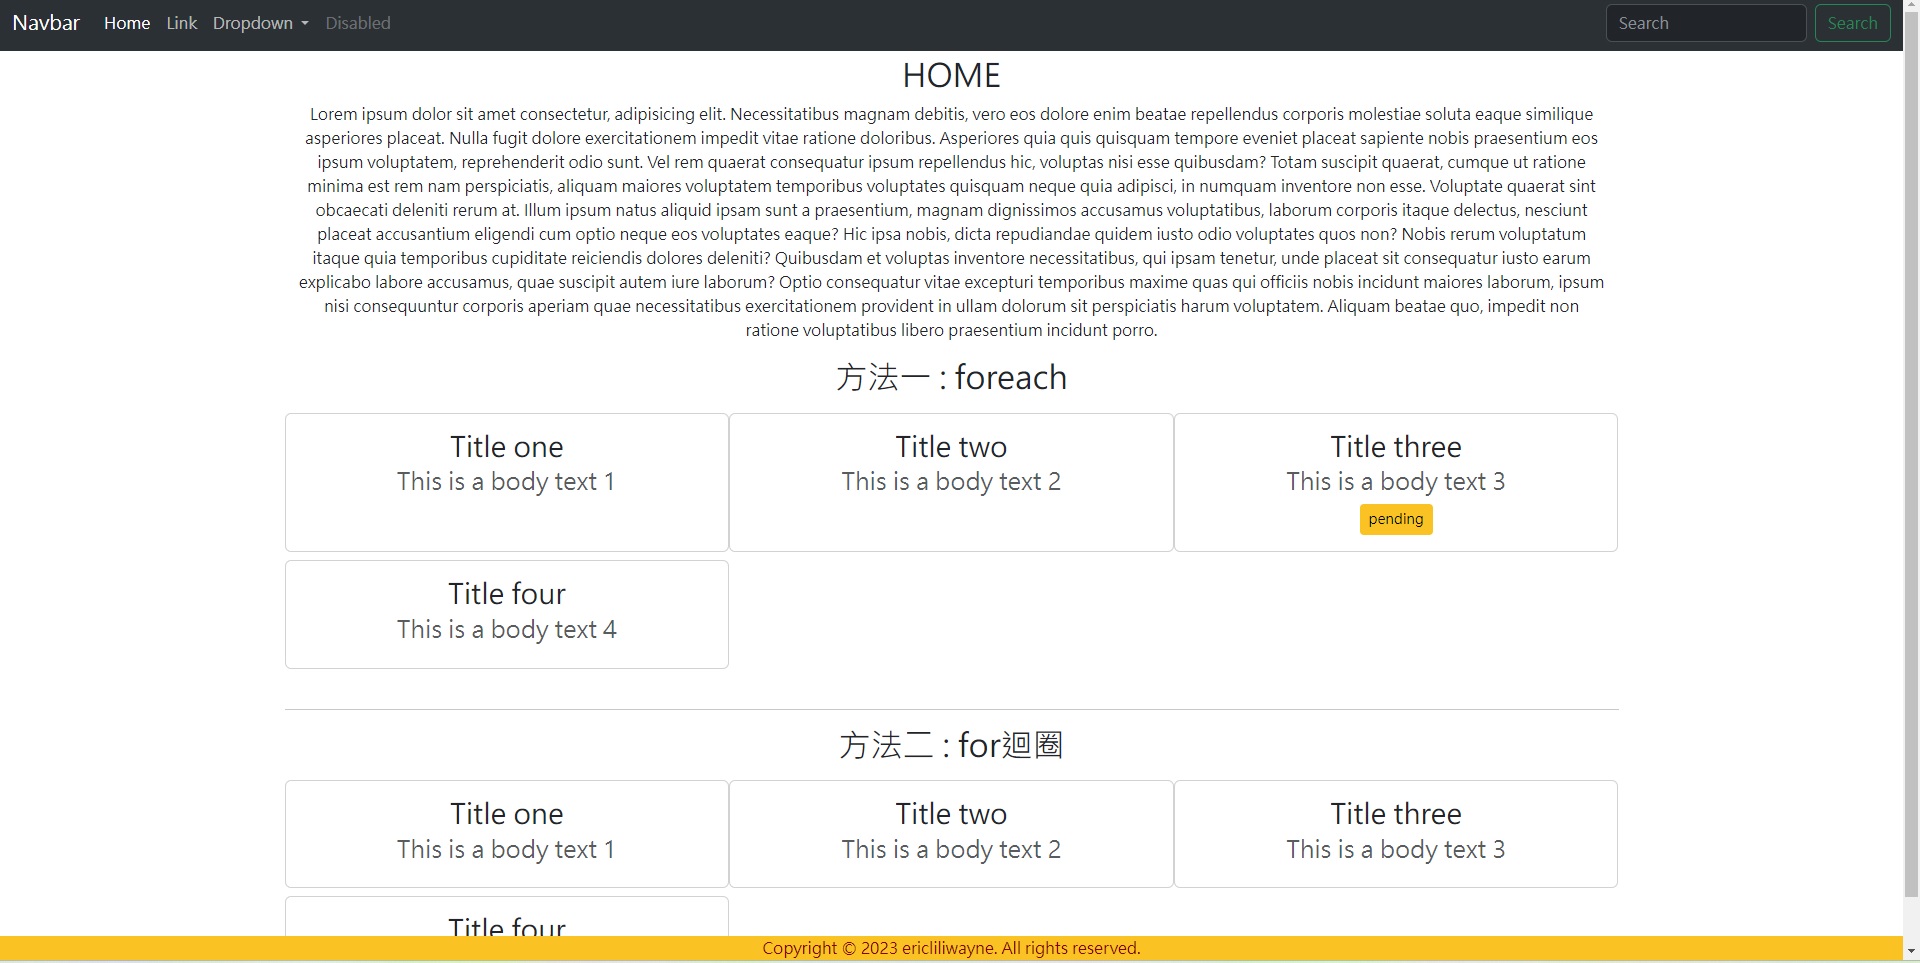 Navbar Home Link Dropdown Disabled Search Search
HOME
Lorem ipsum dolor sit amet consectetur, adipisicing elit. Necessitatibus magnam debitis, vero eos dolore enim beatae repellendus corporis molestiae soluta eaque similique
asperiores placeat. Nulla fugit dolore exercitationem impedit vitae ratione doloribus. Asperiores quia quis quisquam tempore eveniet placeat sapiente nobis praesentium eos
ipsum voluptatem, reprehenderit odio sunt. Vel rem quaerat consequatur ipsum repellendus hic, voluptas nisi esse quibusdam? Totam suscipit quaerat, cumque ut ratione
minima est rem nam perspiciatis, aliquam maiores voluptatem temporibus voluptates quisquam neque quia adipisci, in numquam inventore non esse. Voluptate quaerat sint
obcaecati deleniti rerum at. Illum ipsum natus aliquid ipsam sunt a praesentium, magnam dignissimos accusamus voluptatibus, laborum corporis itaque delectus, nesciunt
placeat accusantium eligendi cum optio neque eos voluptates eaque? Hic ipsa nobis, dicta repudiandae quidem iusto odio voluptates quos non? Nobis rerum voluptatum
itaque quia temporibus cupiditate reiciendis dolores deleniti? Quibusdam et voluptas inventore necessitatibus, qui ipsam tenetur, unde placeat sit consequatur iusto earum
explicabo labore accusamus, quae suscipit autem iure laborum? Optio consequatur vitae excepturi temporibus maxime quas qui officiis nobis incidunt maiores laborum, ipsum
nisi consequuntur corporis aperiam quae necessitatibus exercitationem provident in ullam dolorum sit perspiciatis harum voluptatem. Aliquam beatae quo, impedit non
ratione voluptatibus libero praesentium incidunt porro.
方法一 : foreach
Title one
This is a body text 1
Title two
This is a body text 2
Title three
This is a body text 3
pending
Title four
This is a body text 4
方法二 : for迴圈
Title one
This is a body text 1
Title two
This is a body text 2
Title three
This is a body text 3
Title four
Copyright © 2023 ericliliwayne. All rights reserved.